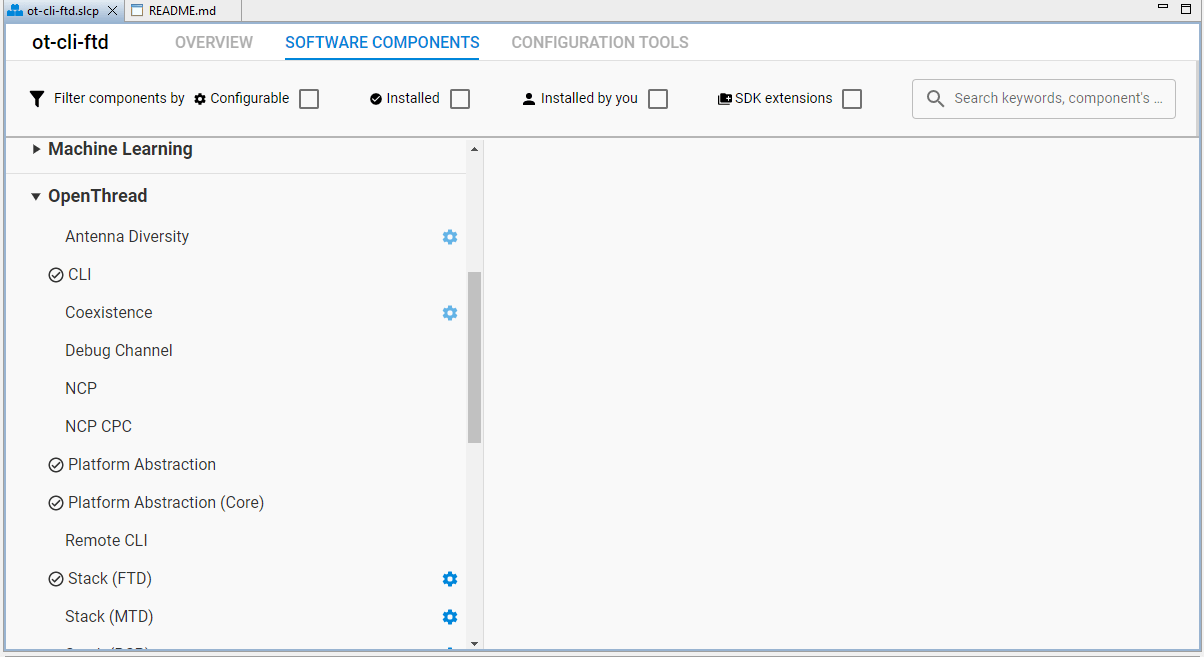 ot-cli-ftd.slcp README.md
ot-cli-ftd OVERVIEW SOFTWARE COMPONENTS CONFIGURATION TOOLS
Filter components by Configurable Installed Installed by you SDK extensions Search keywords, component's ...
Machine Learning
OpenThread
Antenna Diversity
CLI
Coexistence
Debug Channel
NCP
NCP CPC
Platform Abstraction
Platform Abstraction (Core)
Remote CLI
Stack (FTD)
Stack (MTD)